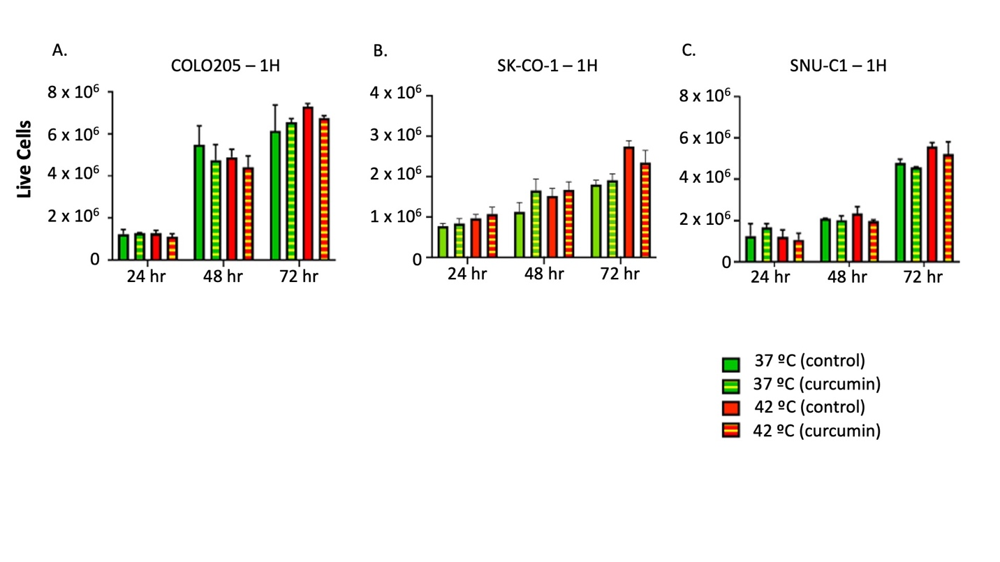 A.
COLO205 – 1H
8 x 10⁶
6 x 10⁶
4 x 10⁶
2 x 10⁶
0
Live Cells
24 hr
48 hr
72 hr
B.
SK-CO-1 – 1H
4 x 10⁶
3 x 10⁶
2 x 10⁶
1 x 10⁶
0
24 hr
48 hr
72 hr
C.
SNU-C1 – 1H
8 x 10⁶
6 x 10⁶
4 x 10⁶
2 x 10⁶
0
24 hr
48 hr
72 hr
37 ºC (control)
37 ºC (curcumin)
42 ºC (control)
42 ºC (curcumin)